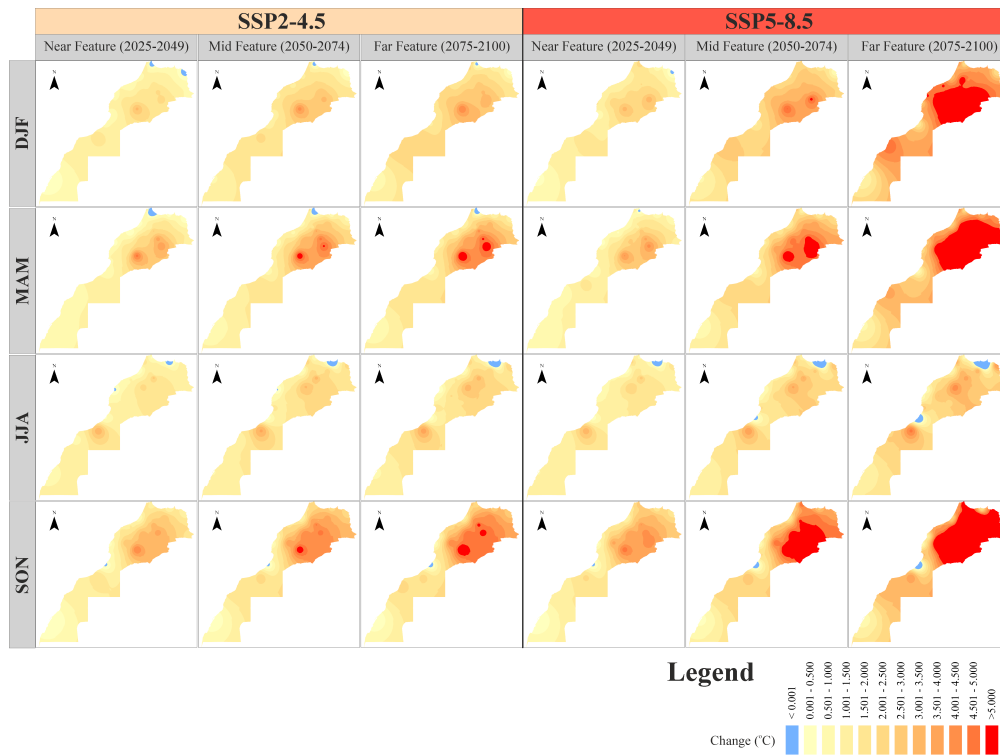 SSP2-4.5 SSP5-8.5
Near Feature (2025-2049) Mid Feature (2050-2074) Far Feature (2075-2100) Near Feature (2025-2049) Mid Feature (2050-2074) Far Feature (2075-2100)
DJF
N N N N N N
MAM
N N N N N N
JJA
N N N N N N
SON
N N N N N N
Legend
Change (°C)
< 0.001
0.001 - 0.500
0.501 - 1.000
1.001 - 1.500
1.501 - 2.000
2.001 - 2.500
2.501 - 3.000
3.001 - 3.500
3.501 - 4.000
4.001 - 4.500
4.501 - 5.000
>5.000